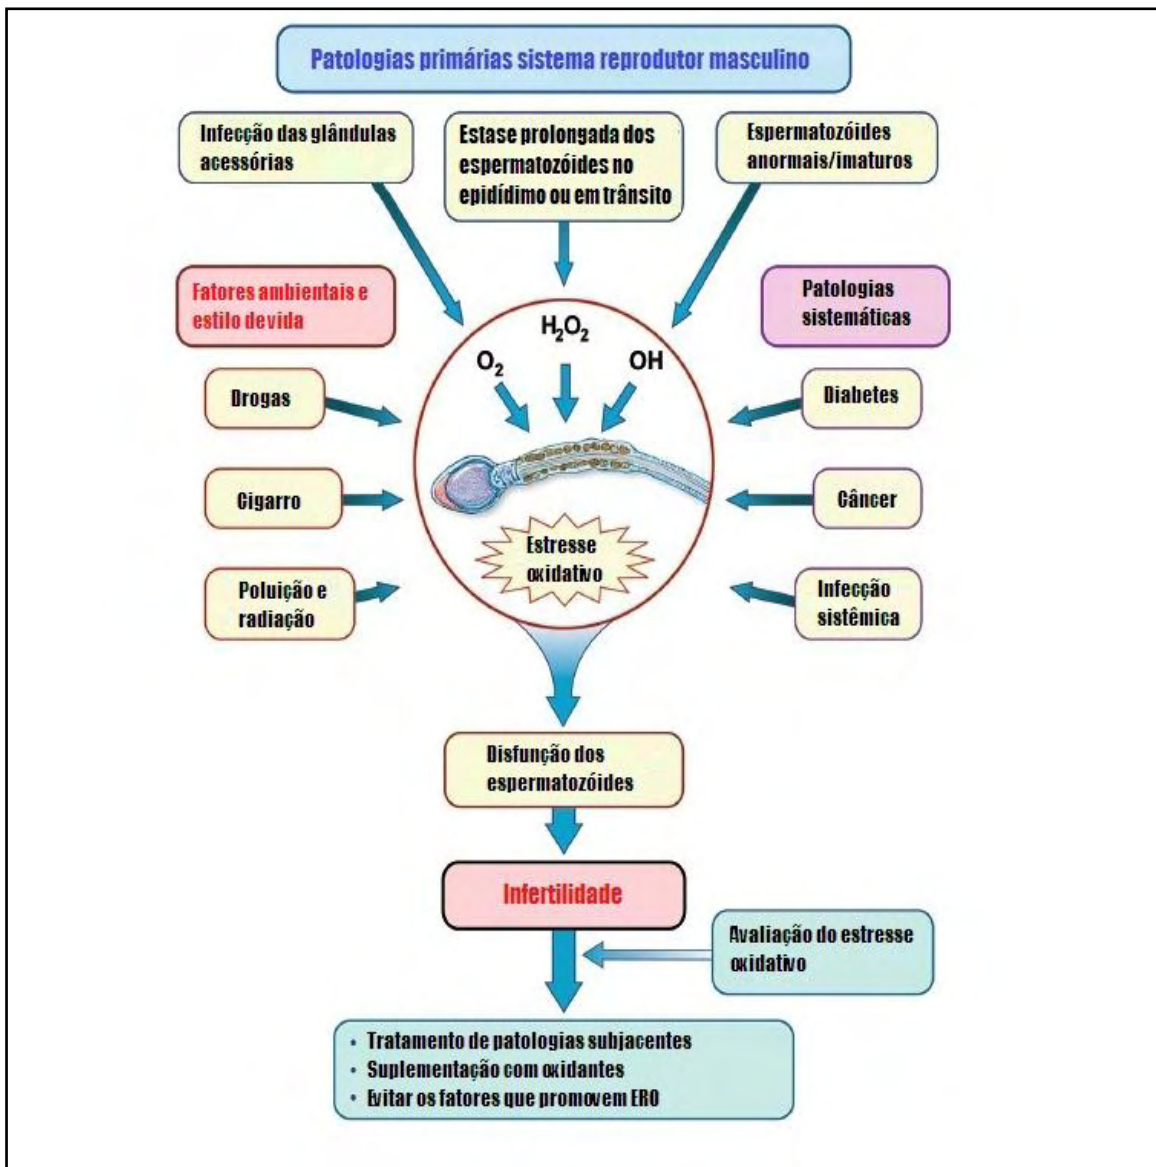 Patologias primárias sistema reprodutor masculino
Infecção das glândulas
acessórias
Estase prolongada dos
espermatozóides no
epidídimo ou em trânsito
Espermatozóides
anormais/imaturos
Fatores ambientais e
estilo de vida
Patologias
sistemáticas
H₂O₂
O₂
OH
Drogas
Diabetes
Cigarro
Câncer
Estresse
oxidativo
Poluição e
radiação
Infecção
sistêmica
Disfunção dos
espermatozóides
Infertilidade
Avaliação do estresse
oxidativo
• Tratamento de patologias subjacentes
• Suplementação com oxidantes
• Evitar os fatores que promovem ERO